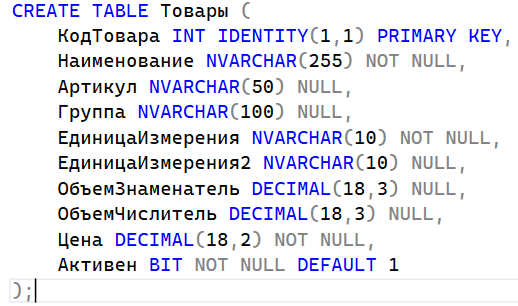 CREATE TABLE Товары (
КодТовара INT IDENTITY(1,1) PRIMARY KEY,
Наименование NVARCHAR(255) NOT NULL,
Артикул NVARCHAR(50) NULL,
Группа NVARCHAR(100) NULL,
ЕдиницаИзмерения NVARCHAR(10) NOT NULL,
ЕдиницаИзмерения2 NVARCHAR(10) NULL,
ОбъемЗнаменатель DECIMAL(18,3) NULL,
ОбъемЧислитель DECIMAL(18,3) NULL,
Цена DECIMAL(18,2) NOT NULL,
Активен BIT NOT NULL DEFAULT 1
);